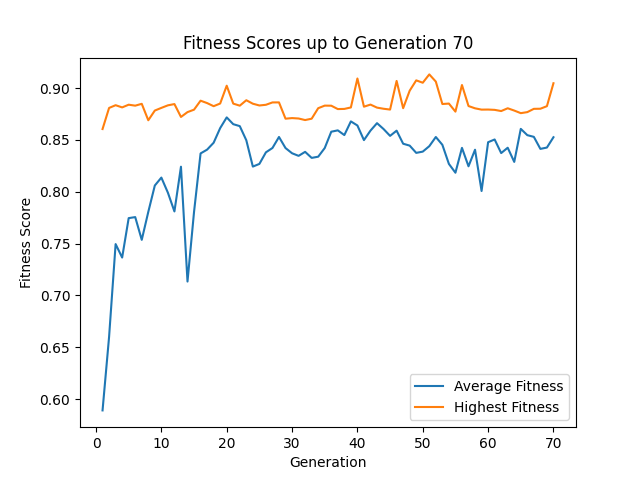 Fitness Scores up to Generation 70
Fitness Score
0.90
0.85
0.80
0.75
0.70
0.65
0.60
Average Fitness
Highest Fitness
0 10 20 30 40 50 60 70
Generation